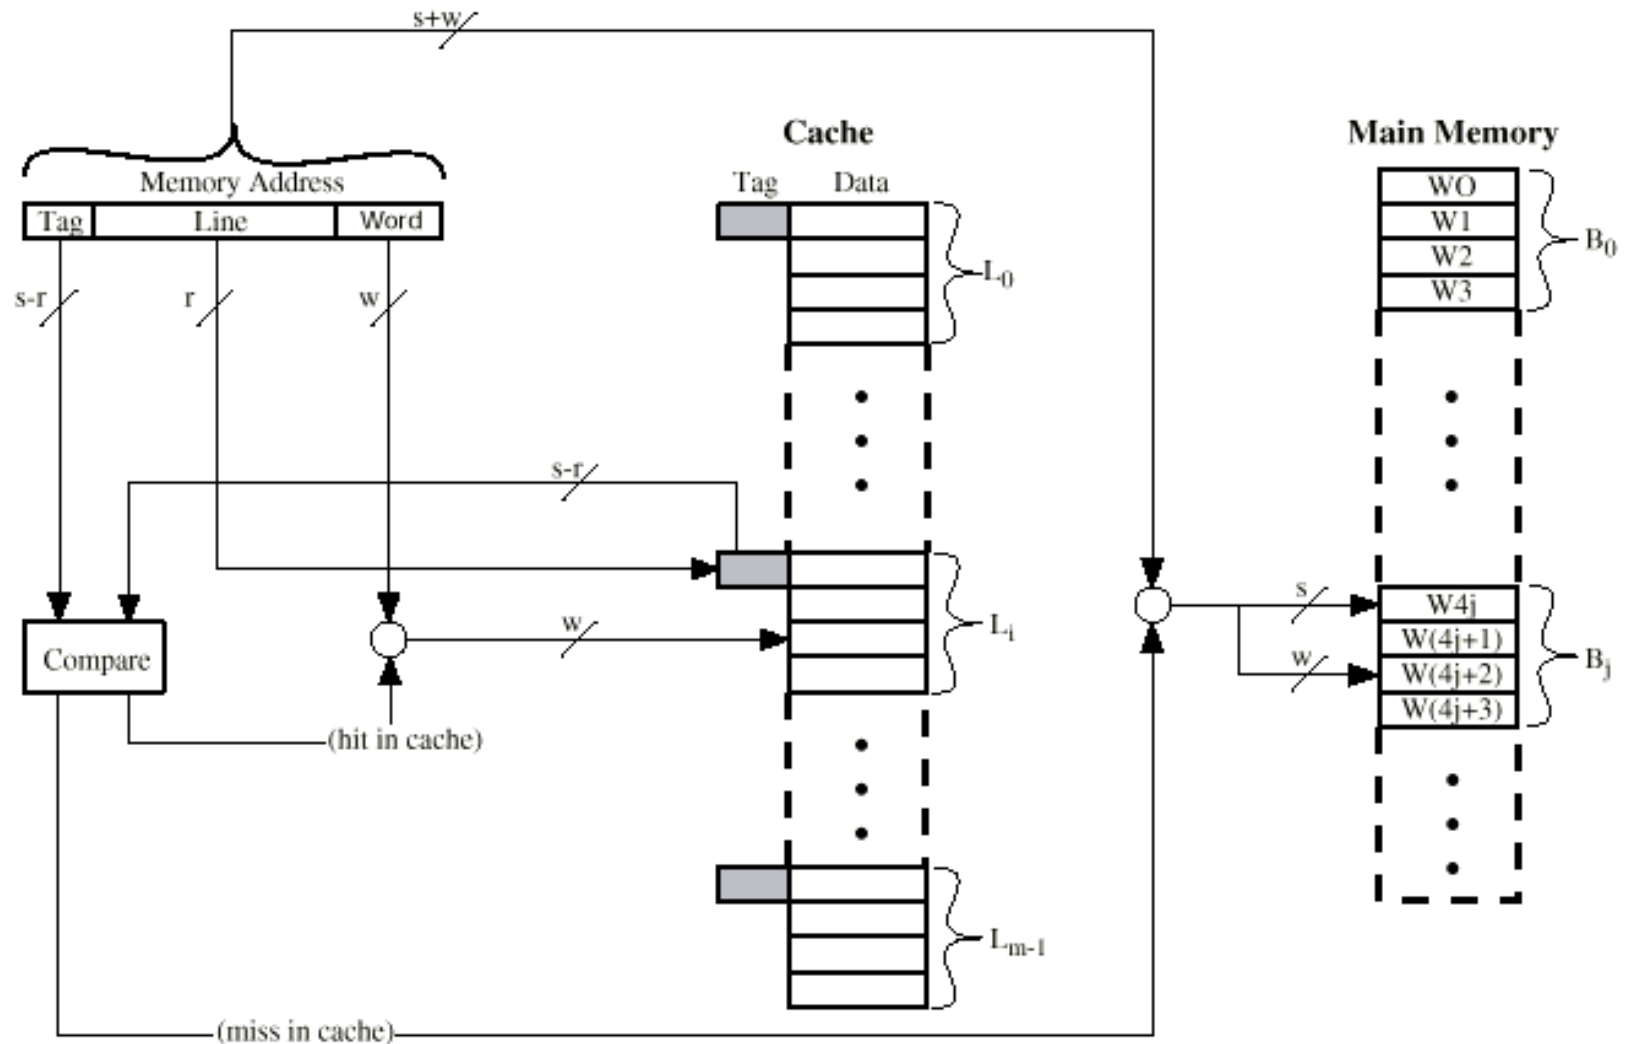 s+w
Cache
Main Memory
Memory Address
Tag Data
Tag Line Word
WO
W1
W2
W3
B0
L0
s-r
r
w
s-r
w
Compare
(hit in cache)
Li
s
w
W4j
W(4j+1)
W(4j+2)
W(4j+3)
Bj
Lm-1
(miss in cache)